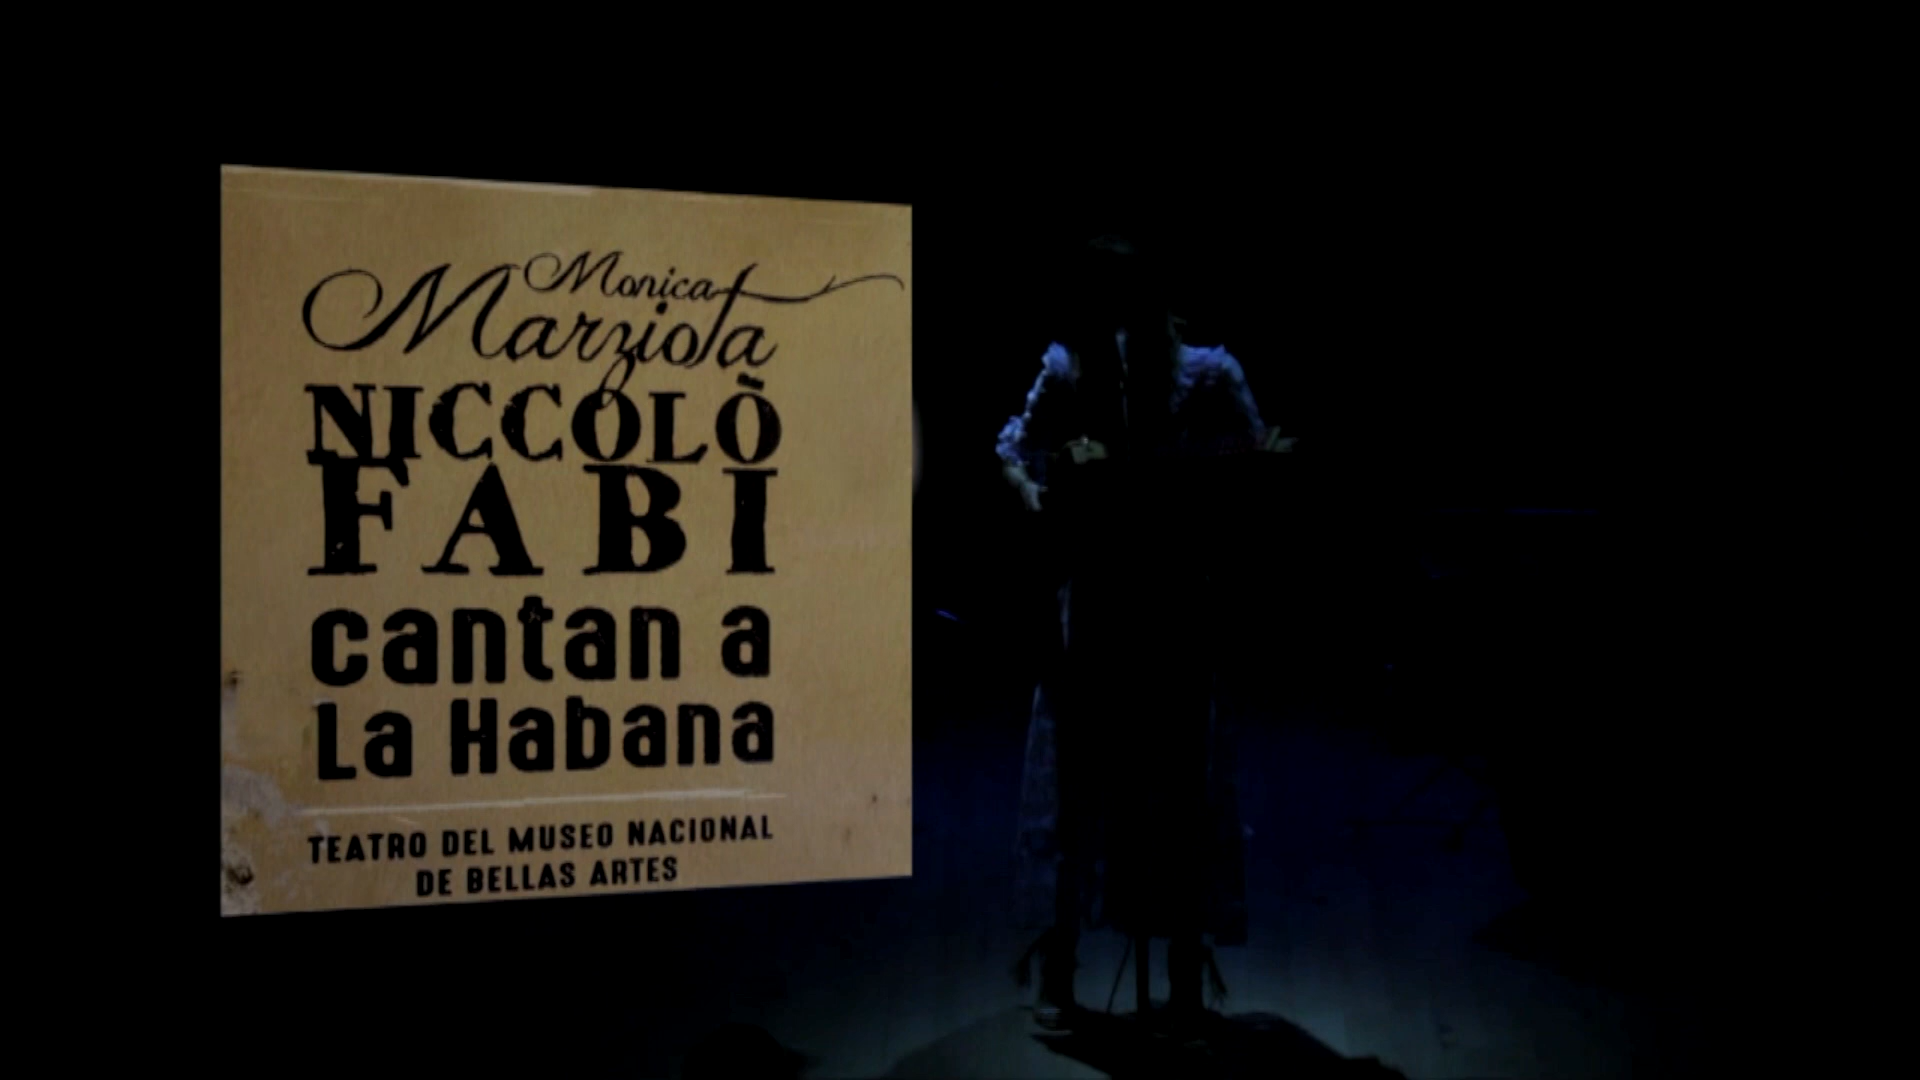 Monica
Marziota
NICCOLÒ
FABI
cantan a
La Habana
TEATRO DEL MUSEO NACIONAL
DE BELLAS ARTES